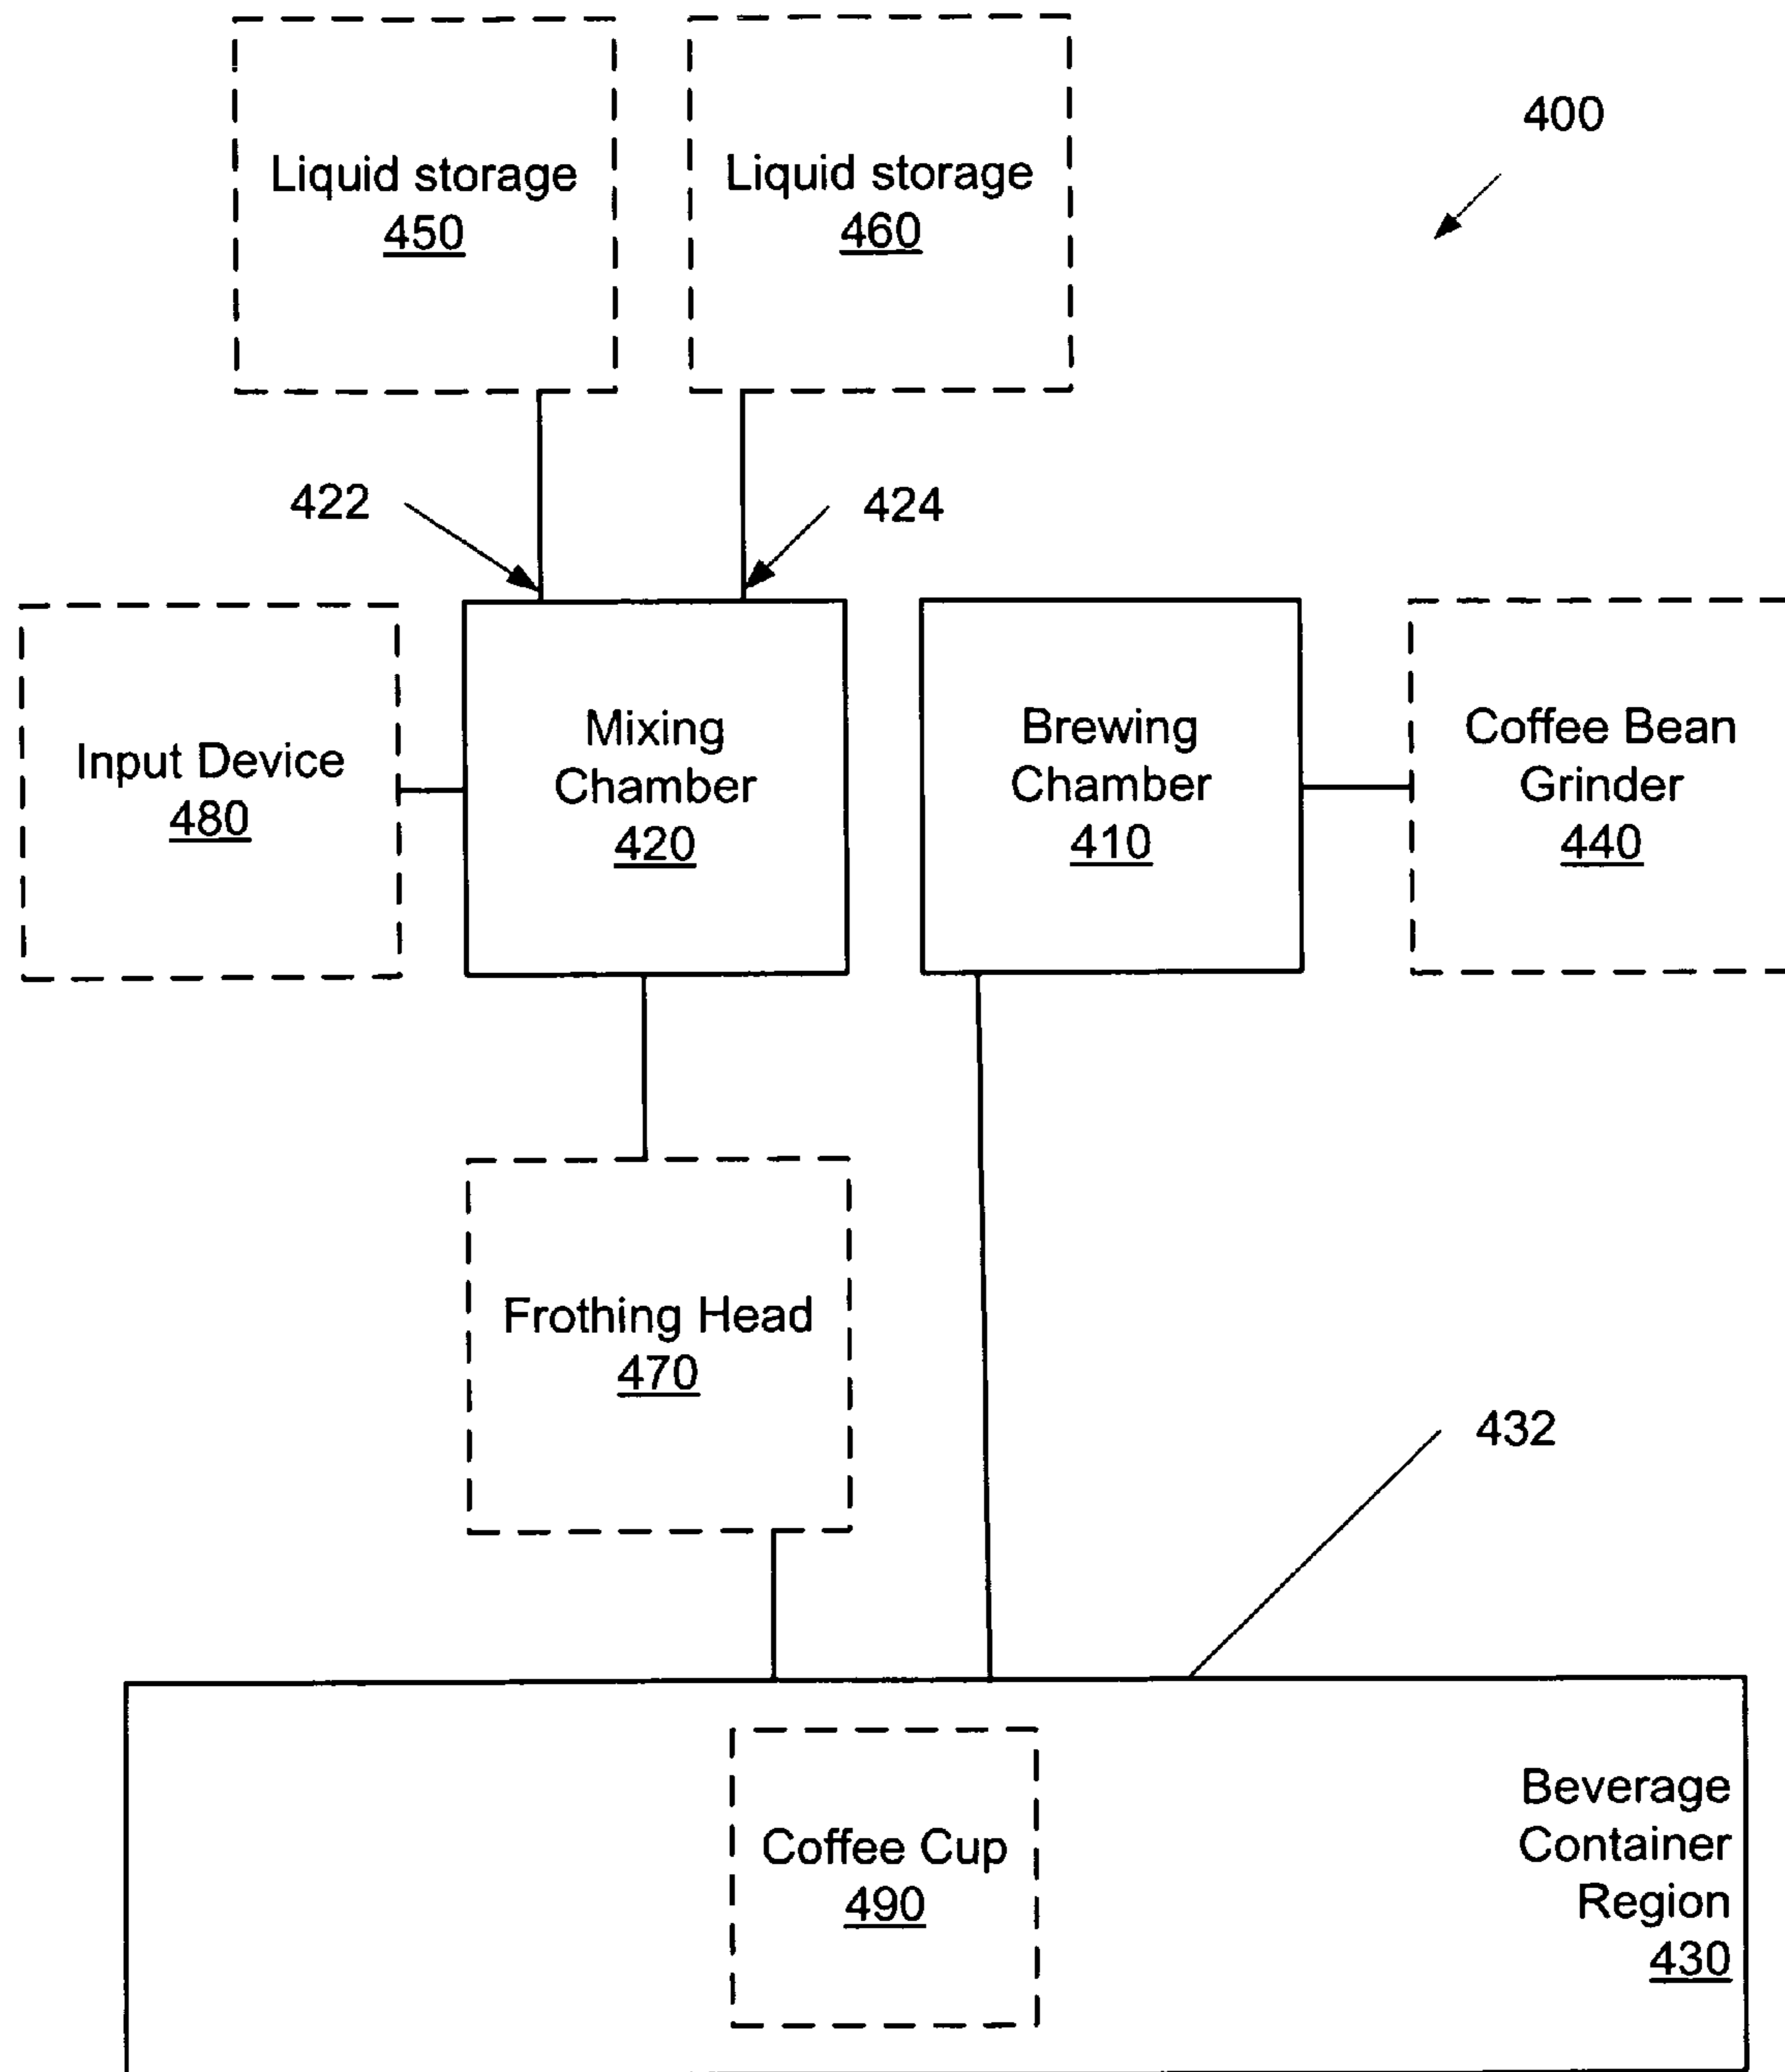 400
Liquid storage
450
Liquid storage
460
422
424
Input Device
480
Mixing
Chamber
420
Brewing
Chamber
410
Coffee Bean
Grinder
440
Frothing Head
470
432
Coffee Cup
490
Beverage
Container
Region
430